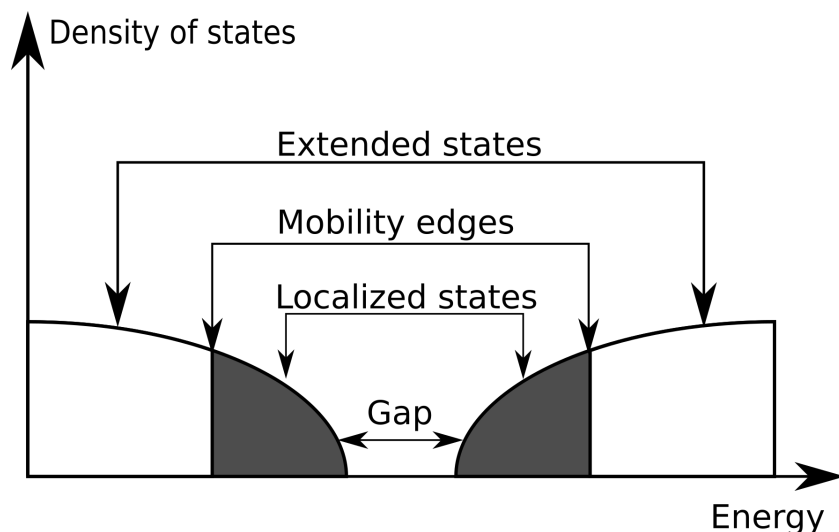 Density of states
Extended states
Mobility edges
Localized states
Gap
Energy